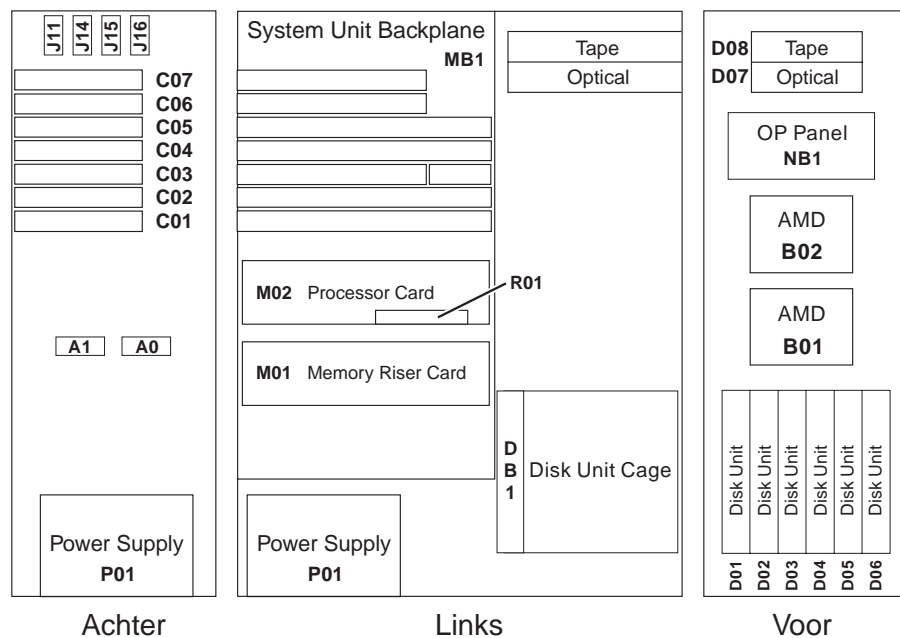 J11
J14
J15
J16
C07
C06
C05
C04
C03
C02
C01
A1
A0
Power Supply
P01
Achter
System Unit Backplane
MB1
Tape
Optical
M02 Processor Card
R01
M01 Memory Riser Card
D
B
1
Disk Unit Cage
Power Supply
P01
Links
D08 Tape
D07 Optical
OP Panel
NB1
AMD
B02
AMD
B01
Disk Unit
Disk Unit
Disk Unit
Disk Unit
Disk Unit
Disk Unit
D01
D02
D03
D04
D05
D06
Voor